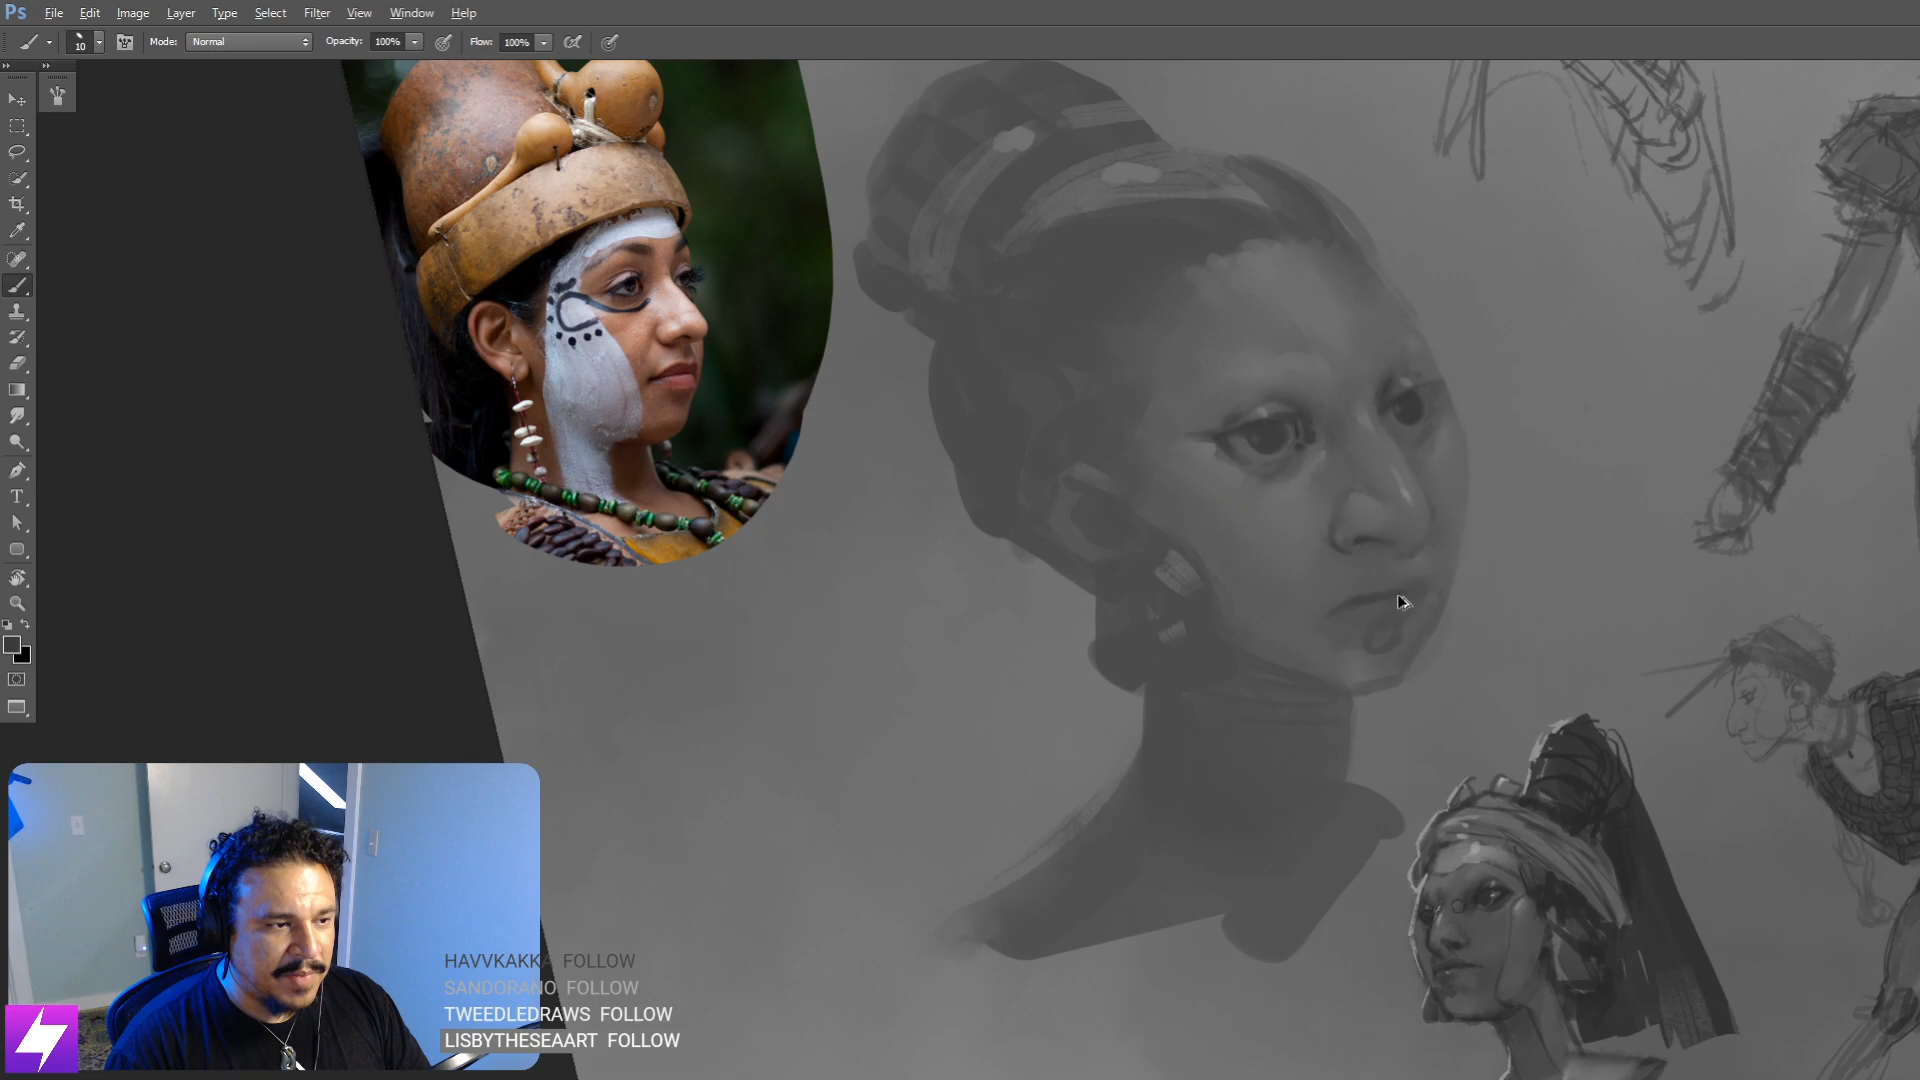 Ps File Edit Image Layer Type Select Filter View Window Help
10 Mode: Normal Opacity: 100% Flow: 100%
T
HAVVKAKKA FOLLOW
SANDORANO FOLLOW
TWEEDLEDRAWS FOLLOW
LISBYTHESEAART FOLLOW